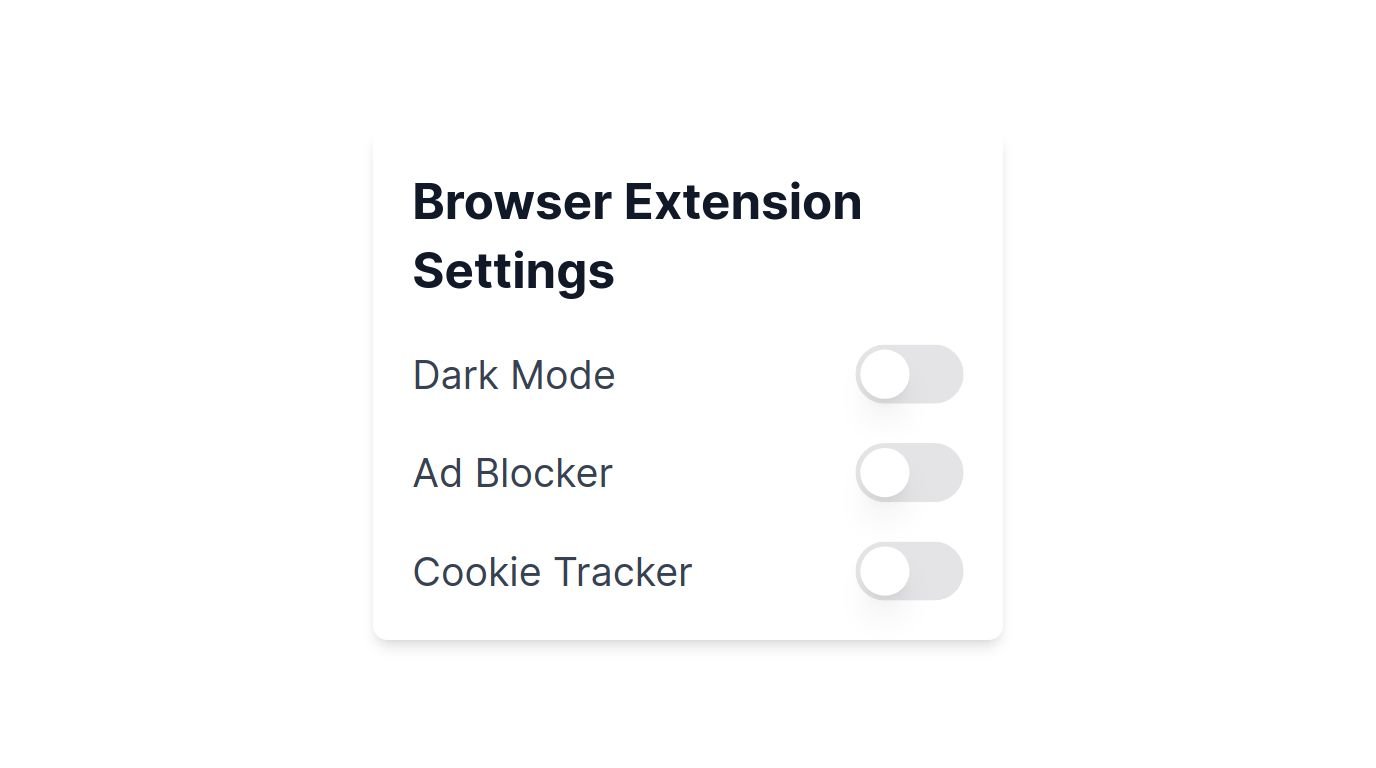 Browser Extension
Settings
Dark Mode
Ad Blocker
Cookie Tracker